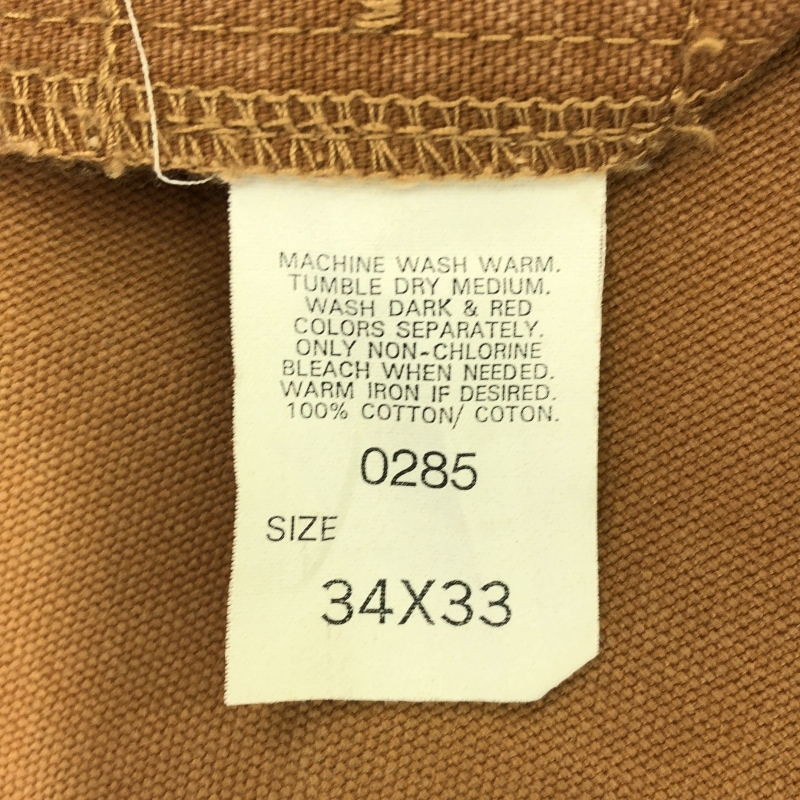 MACHINE WASH WARM.
TUMBLE DRY MEDIUM.
WASH DARK & RED
COLORS SEPARATELY.
ONLY NON-CHLORINE
BLEACH WHEN NEEDED.
WARM IRON IF DESIRED.
100% COTTON/ COTON.
0285
SIZE
34X33